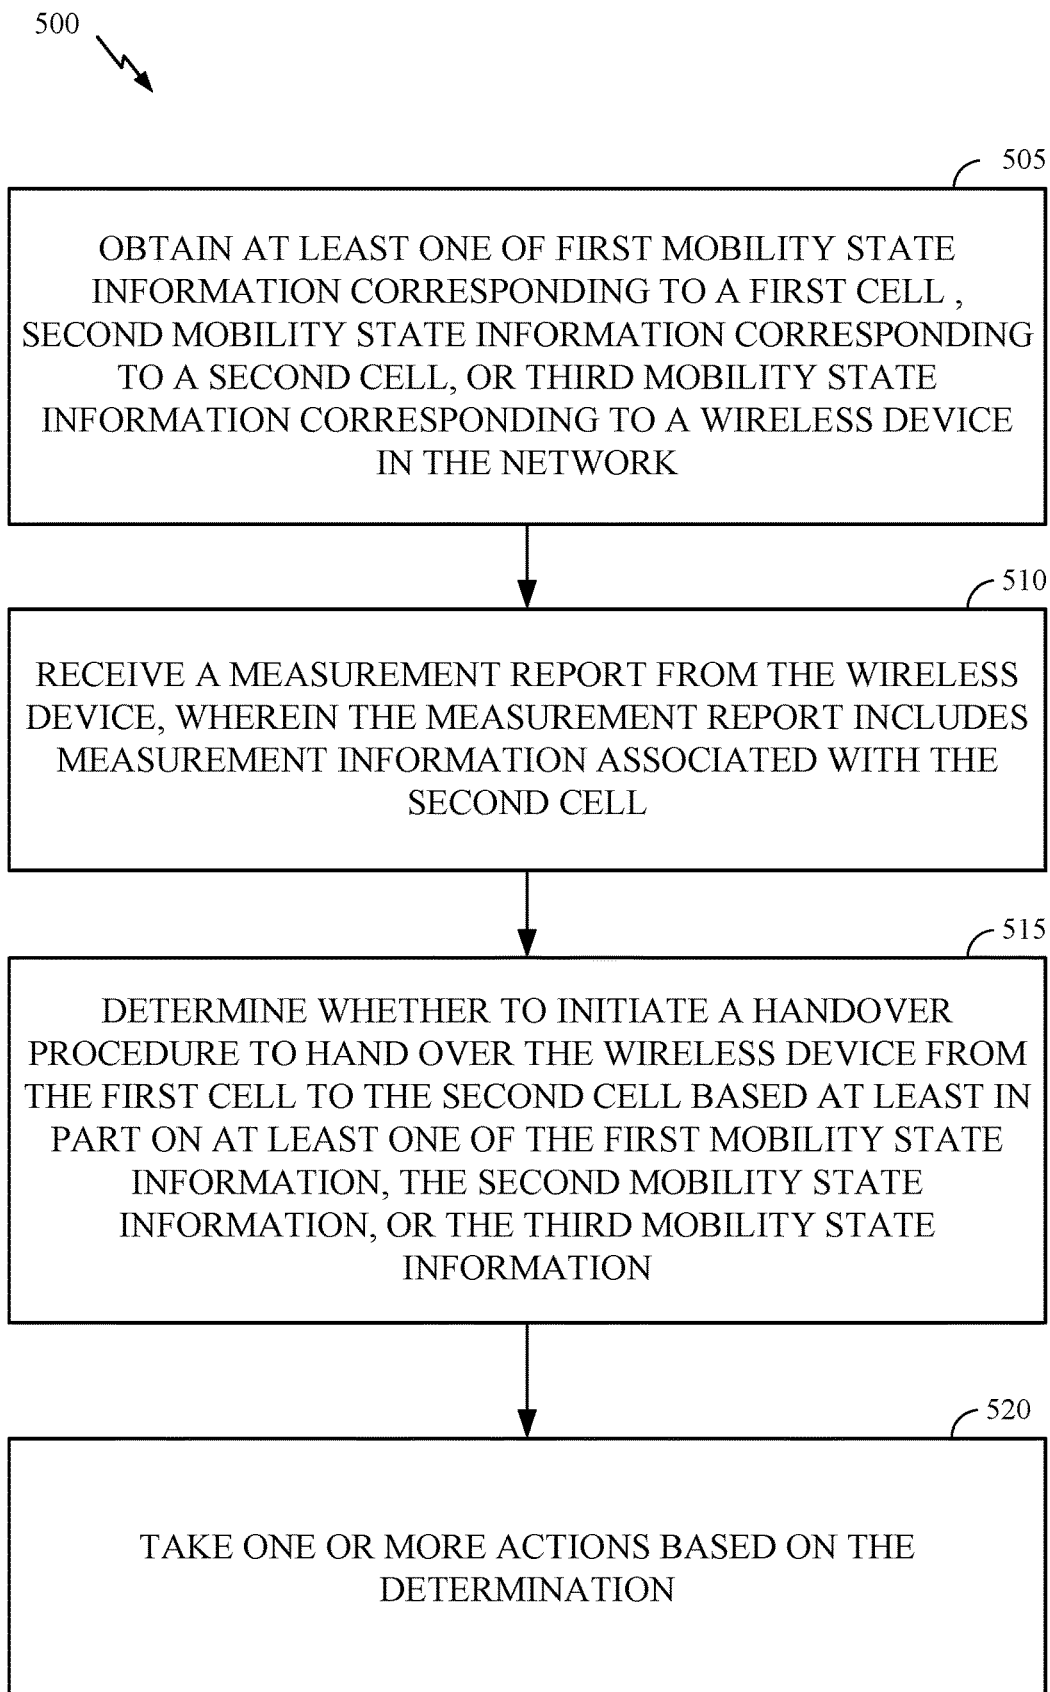 500
505
OBTAIN AT LEAST ONE OF FIRST MOBILITY STATE
INFORMATION CORRESPONDING TO A FIRST CELL ,
SECOND MOBILITY STATE INFORMATION CORRESPONDING
TO A SECOND CELL, OR THIRD MOBILITY STATE
INFORMATION CORRESPONDING TO A WIRELESS DEVICE
IN THE NETWORK
510
RECEIVE A MEASUREMENT REPORT FROM THE WIRELESS
DEVICE, WHEREIN THE MEASUREMENT REPORT INCLUDES
MEASUREMENT INFORMATION ASSOCIATED WITH THE
SECOND CELL
515
DETERMINE WHETHER TO INITIATE A HANDOVER
PROCEDURE TO HAND OVER THE WIRELESS DEVICE FROM
THE FIRST CELL TO THE SECOND CELL BASED AT LEAST IN
PART ON AT LEAST ONE OF THE FIRST MOBILITY STATE
INFORMATION, THE SECOND MOBILITY STATE
INFORMATION, OR THE THIRD MOBILITY STATE
INFORMATION
520
TAKE ONE OR MORE ACTIONS BASED ON THE
DETERMINATION